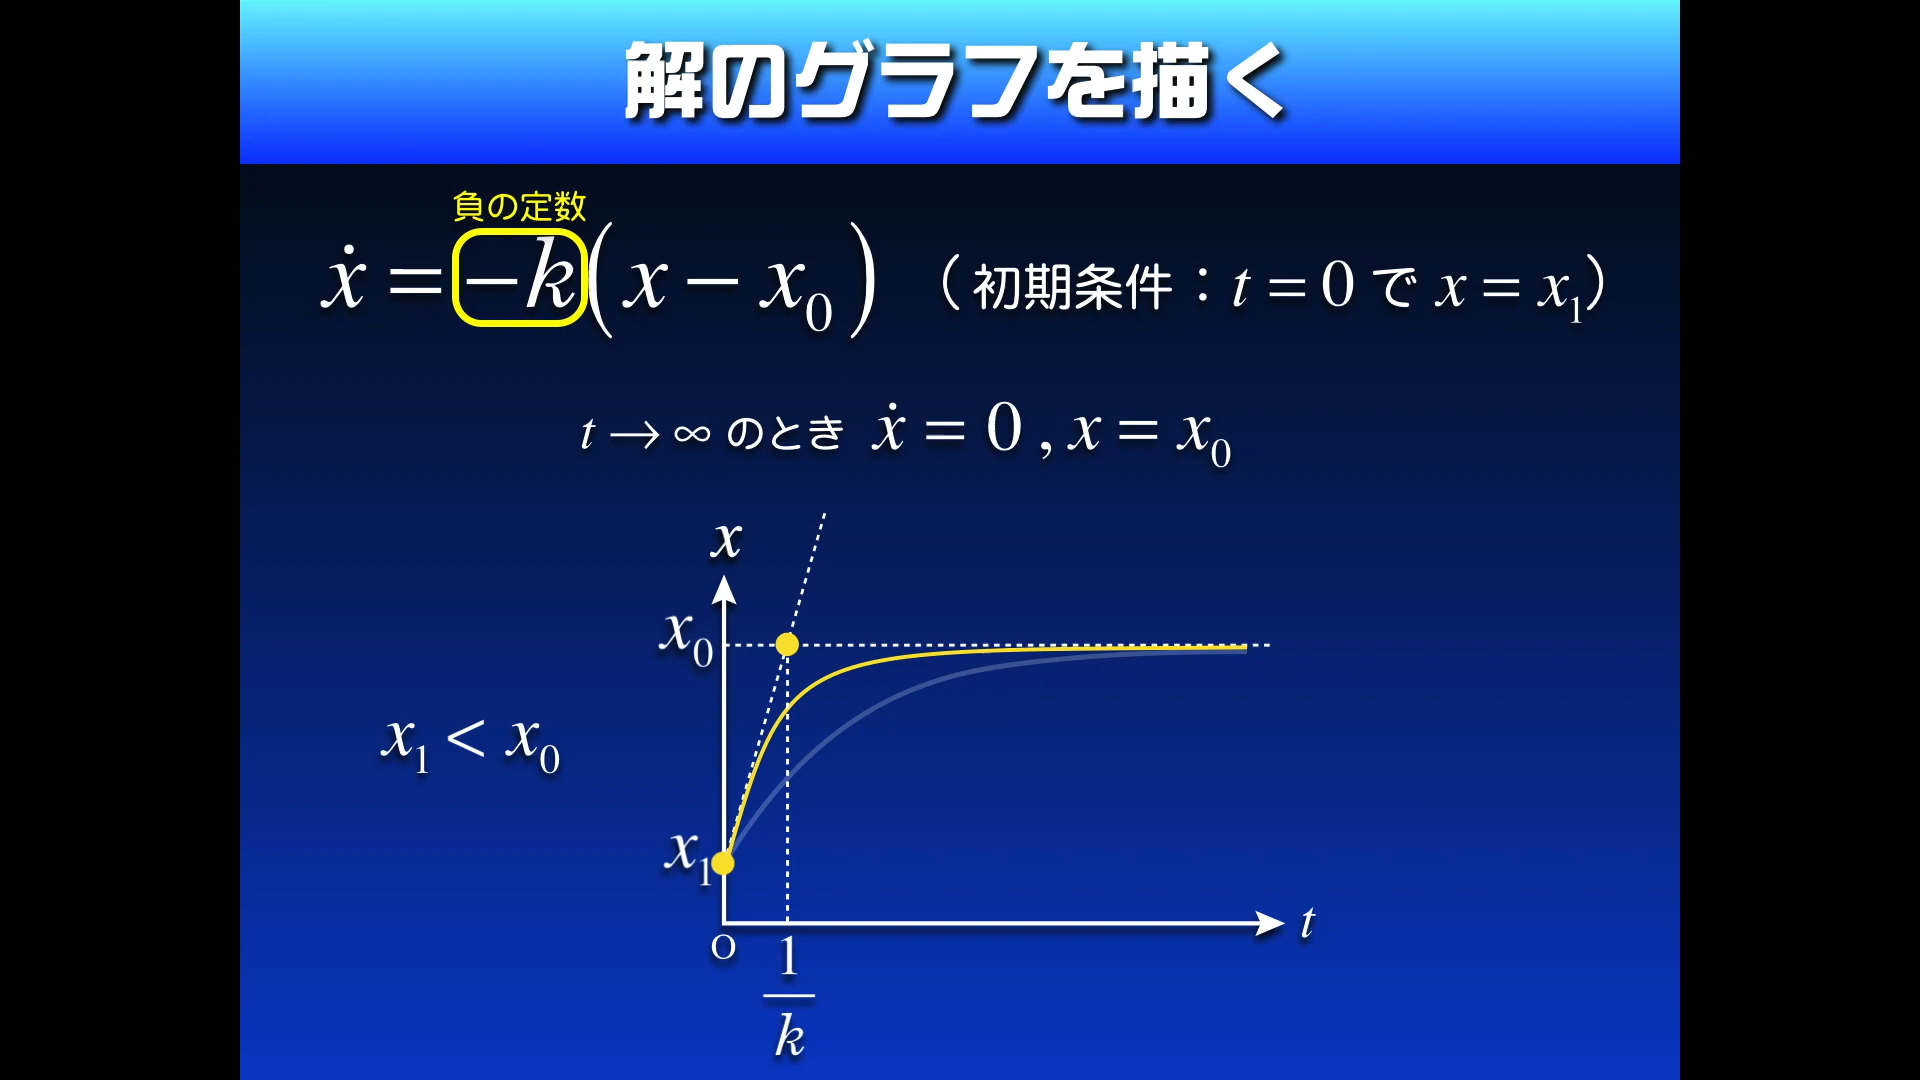 解のグラフを描く
負の定数
ẋ = −k(x − x₀) （初期条件：t = 0 で x = x₁）
t → ∞ のとき ẋ = 0 , x = x₀
x
x₀
x₁ < x₀
x₁
t
O
1/k